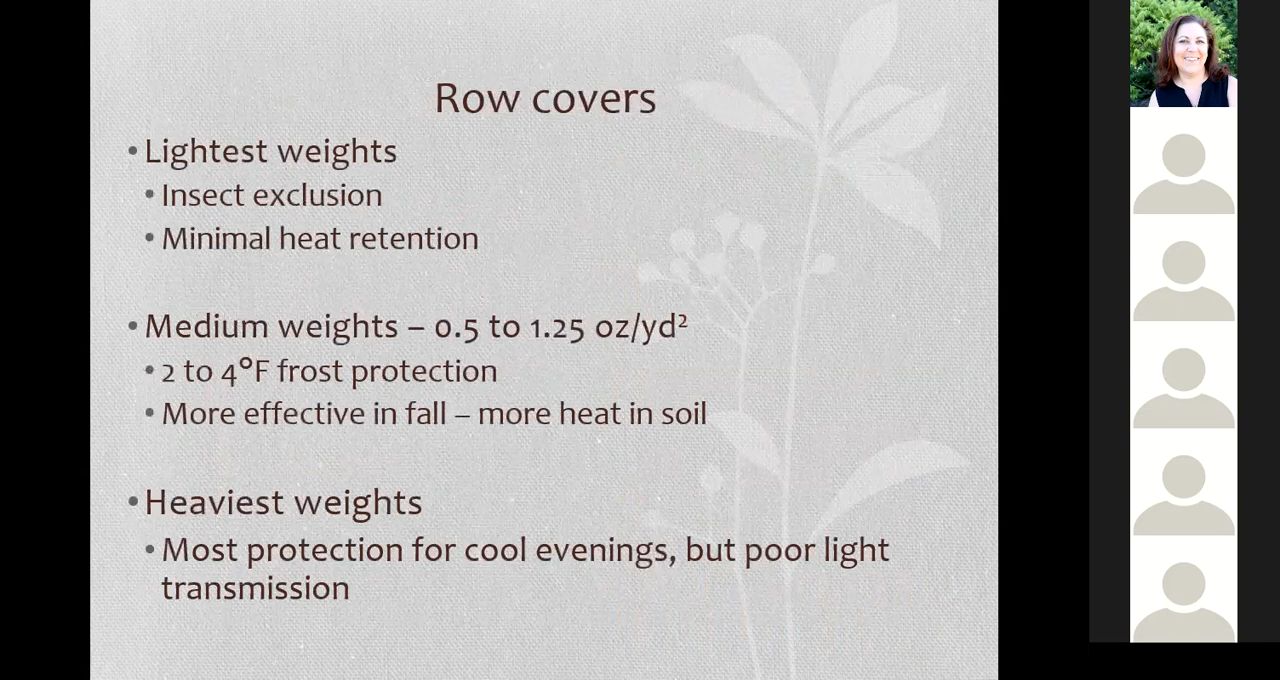 Row covers
• Lightest weights
• Insect exclusion
• Minimal heat retention
• Medium weights – 0.5 to 1.25 oz/yd²
• 2 to 4°F frost protection
• More effective in fall – more heat in soil
• Heaviest weights
• Most protection for cool evenings, but poor light
transmission